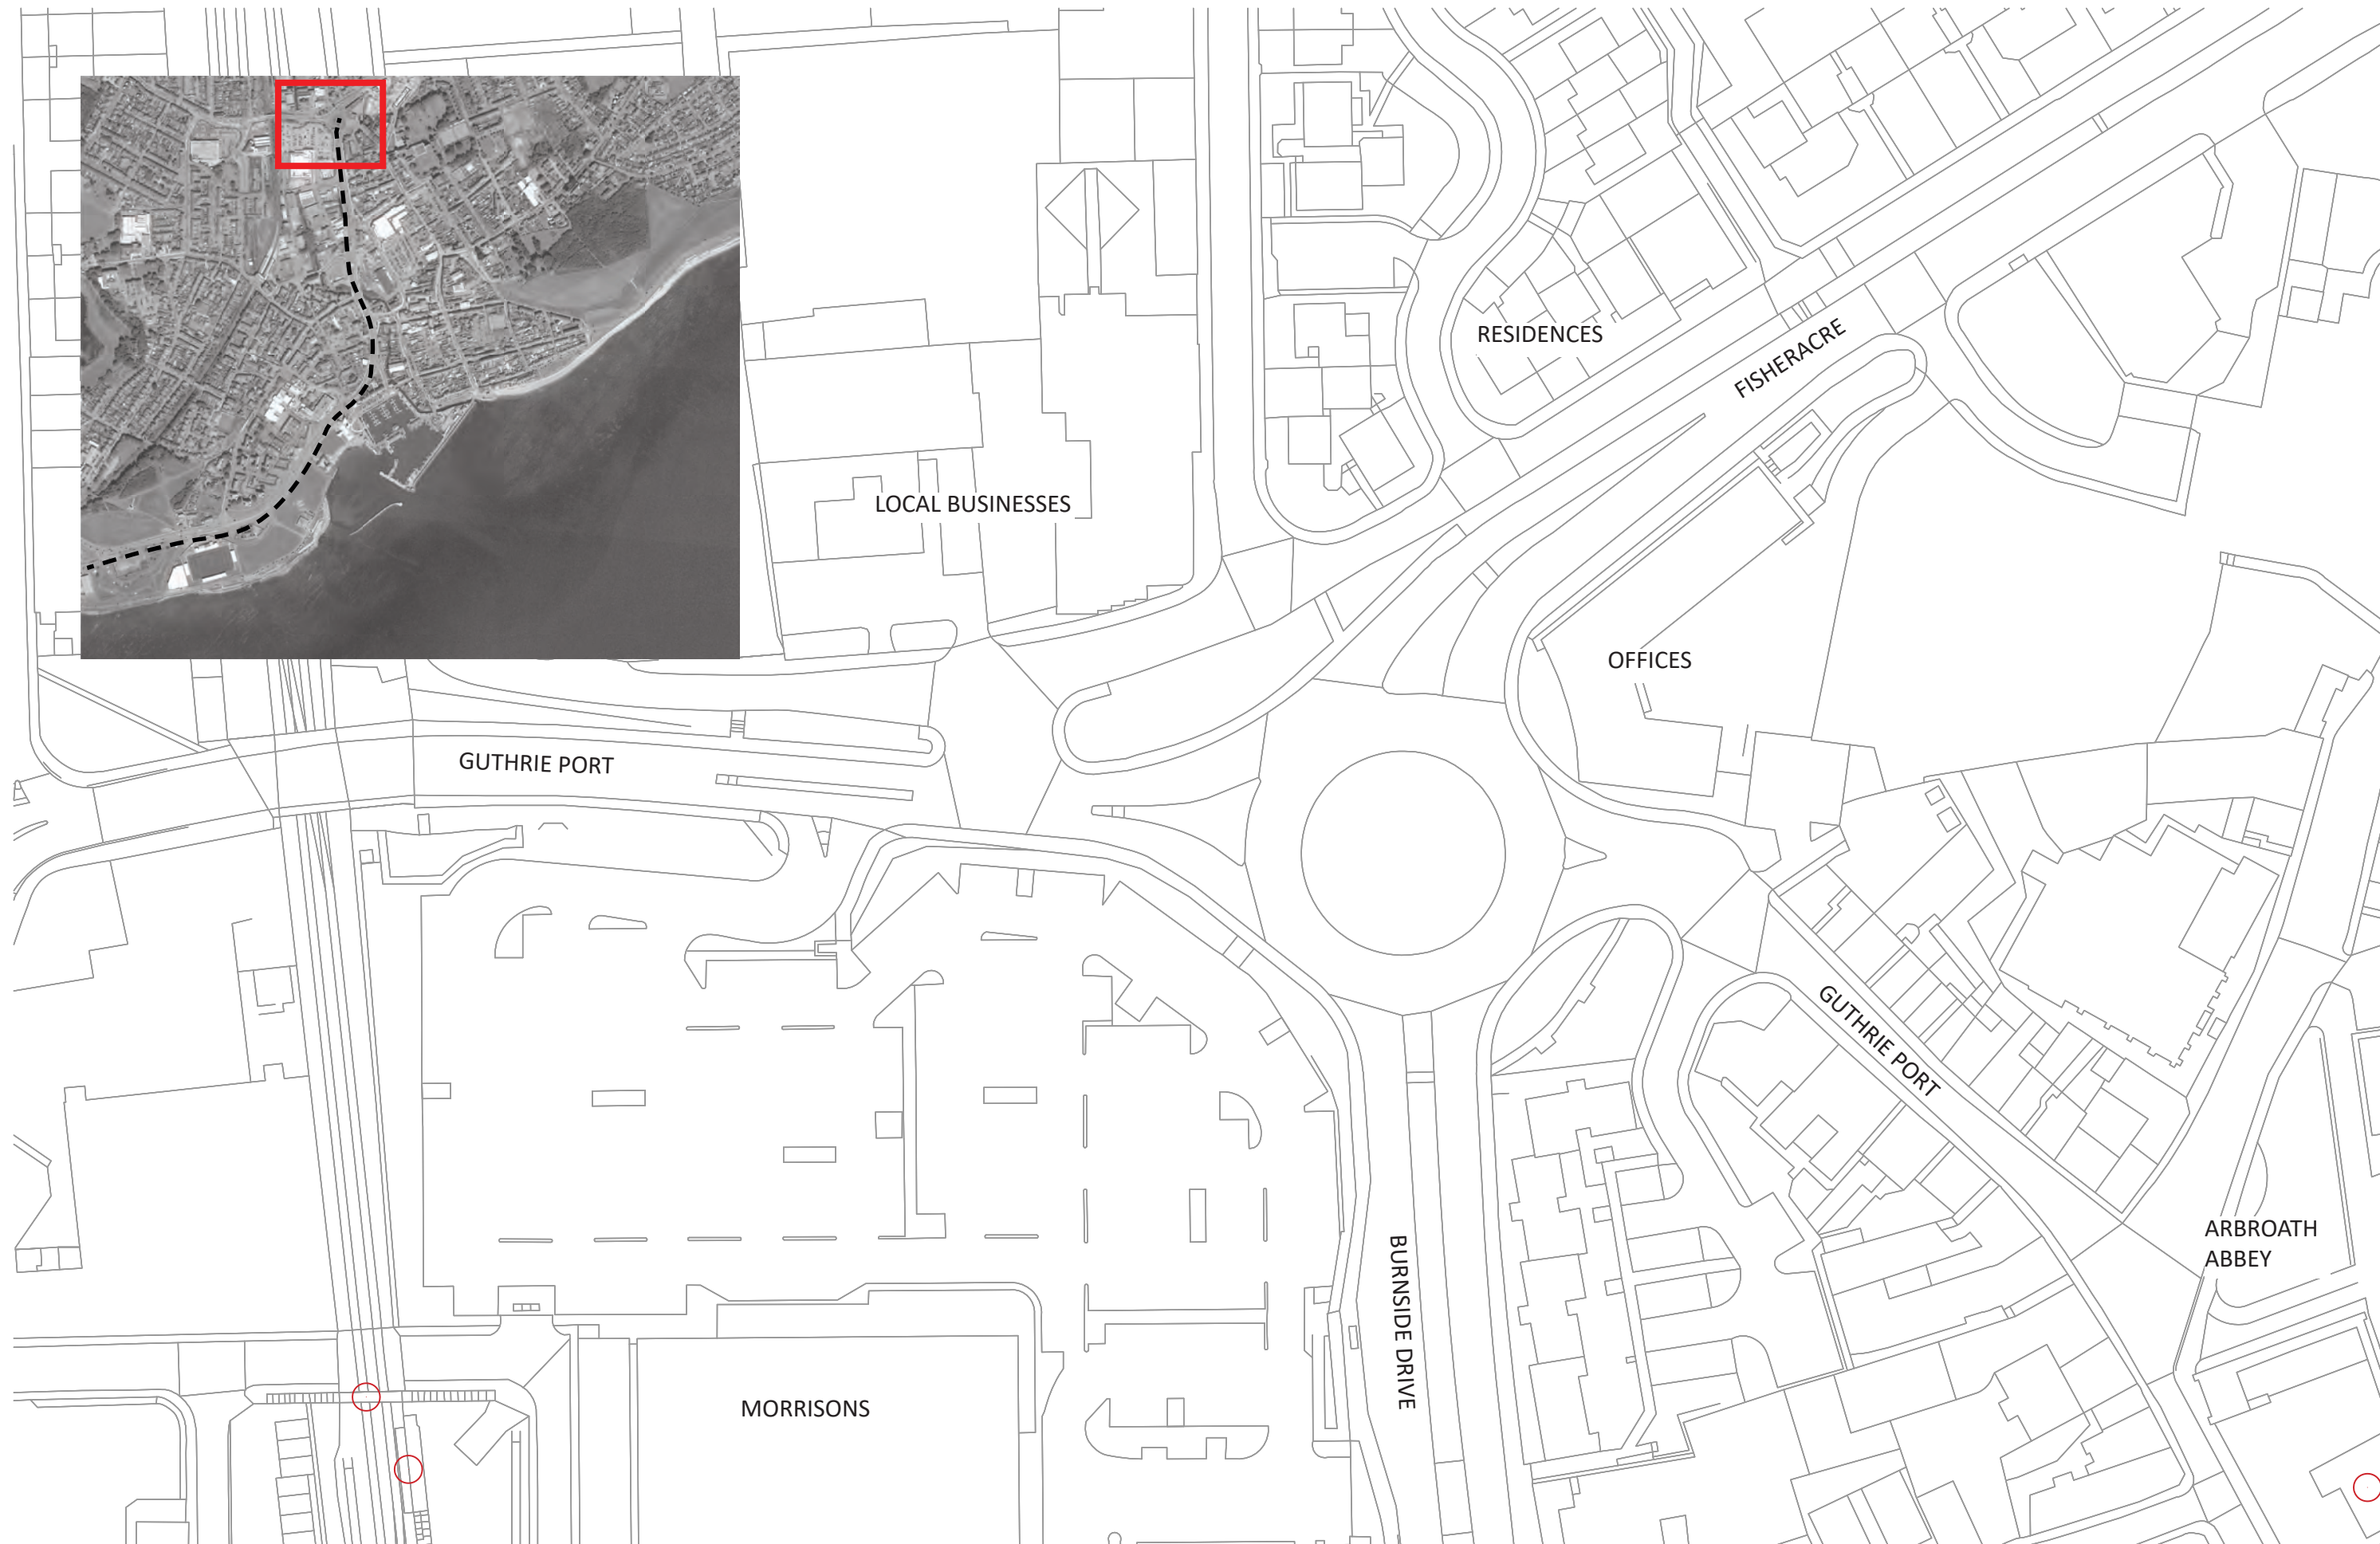 RESIDENCES
FISHERACRE
LOCAL BUSINESSES
OFFICES
GUTHRIE PORT
GUTHRIE PORT
BURNSIDE DRIVE
ARBROATH
ABBEY
MORRISONS